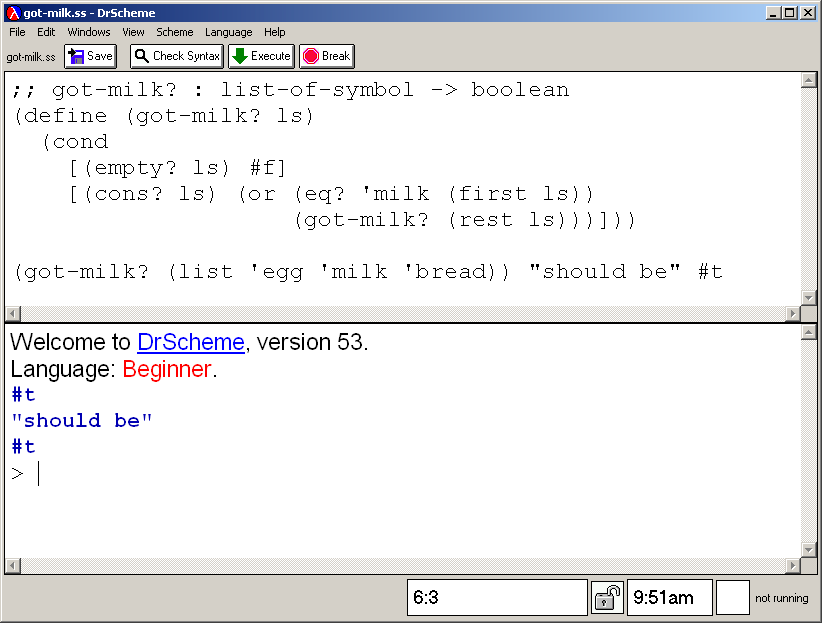 got-milk.ss - DrScheme
File Edit Windows View Scheme Language Help
got-milk.ss Save Check Syntax Execute Break
;; got-milk? : list-of-symbol -> boolean
(define (got-milk? ls)
  (cond
    [(empty? ls) #f]
    [(cons? ls) (or (eq? 'milk (first ls))
                    (got-milk? (rest ls)))]))
(got-milk? (list 'egg 'milk 'bread)) "should be" #t
Welcome to DrScheme, version 53.
Language: Beginner.
#t
"should be"
#t
>
6:3 9:51am not running